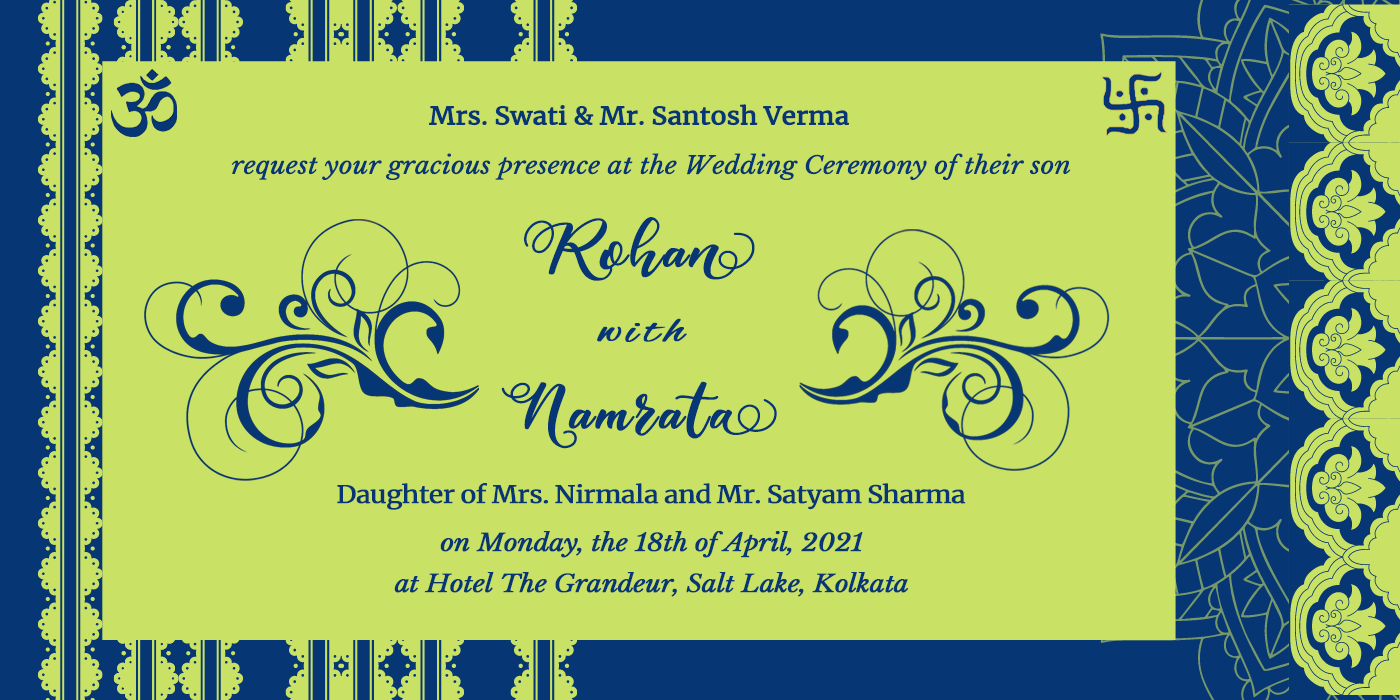 ॐ
Mrs. Swati & Mr. Santosh Verma
request your gracious presence at the Wedding Ceremony of their son
Rohan
with
Namrata
Daughter of Mrs. Nirmala and Mr. Satyam Sharma
on Monday, the 18th of April, 2021
at Hotel The Grandeur, Salt Lake, Kolkata